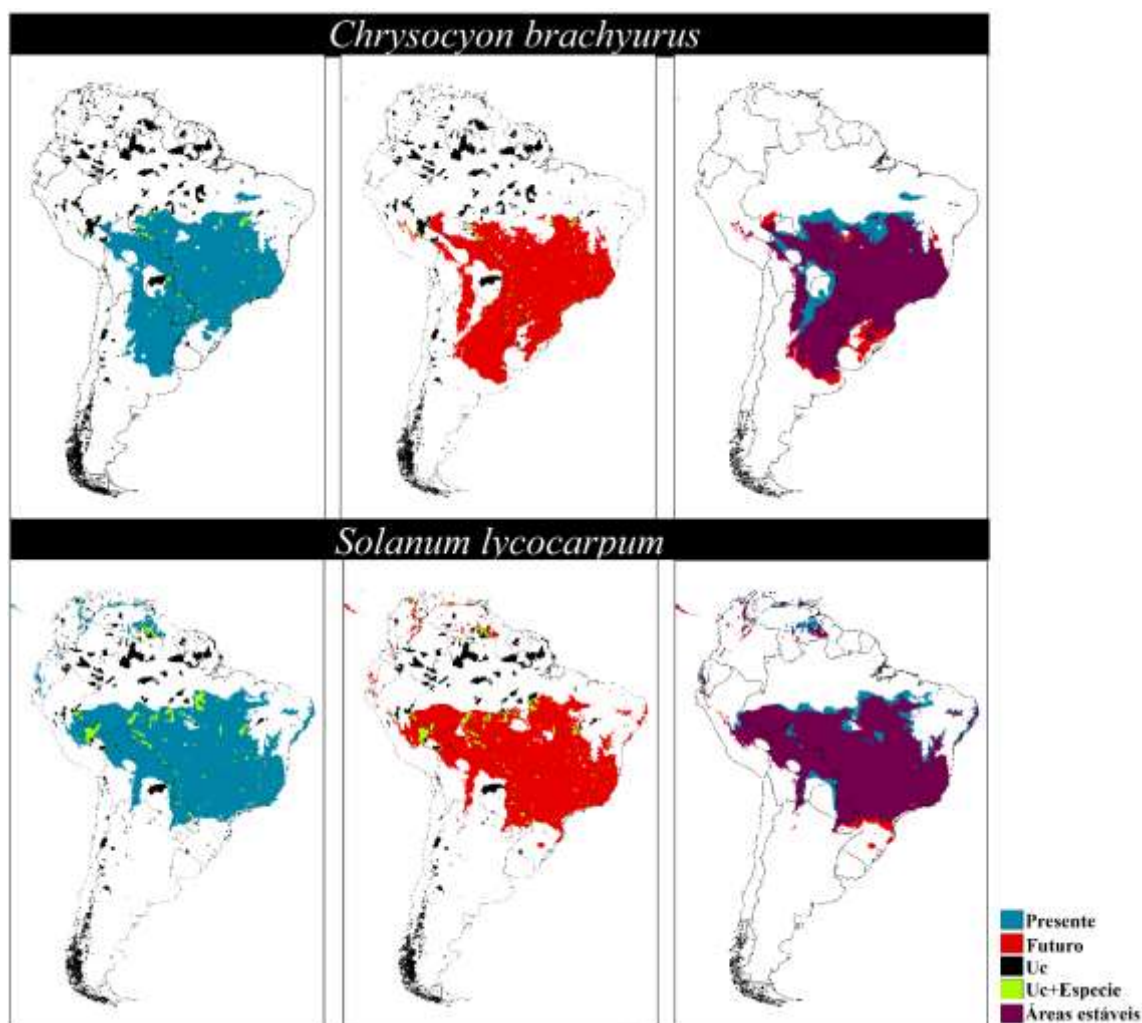 Chrysocyon brachyurus
Solanum lycocarpum
Presente
Futuro
Uc
Uc+Especie
Áreas estáveis